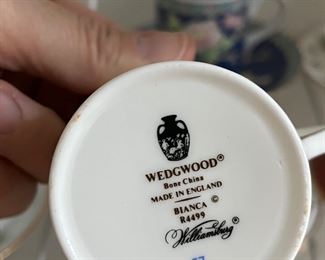 WEDGWOOD®
Bone China
MADE IN ENGLAND
BIANCA ©
R4499
Williamsburg